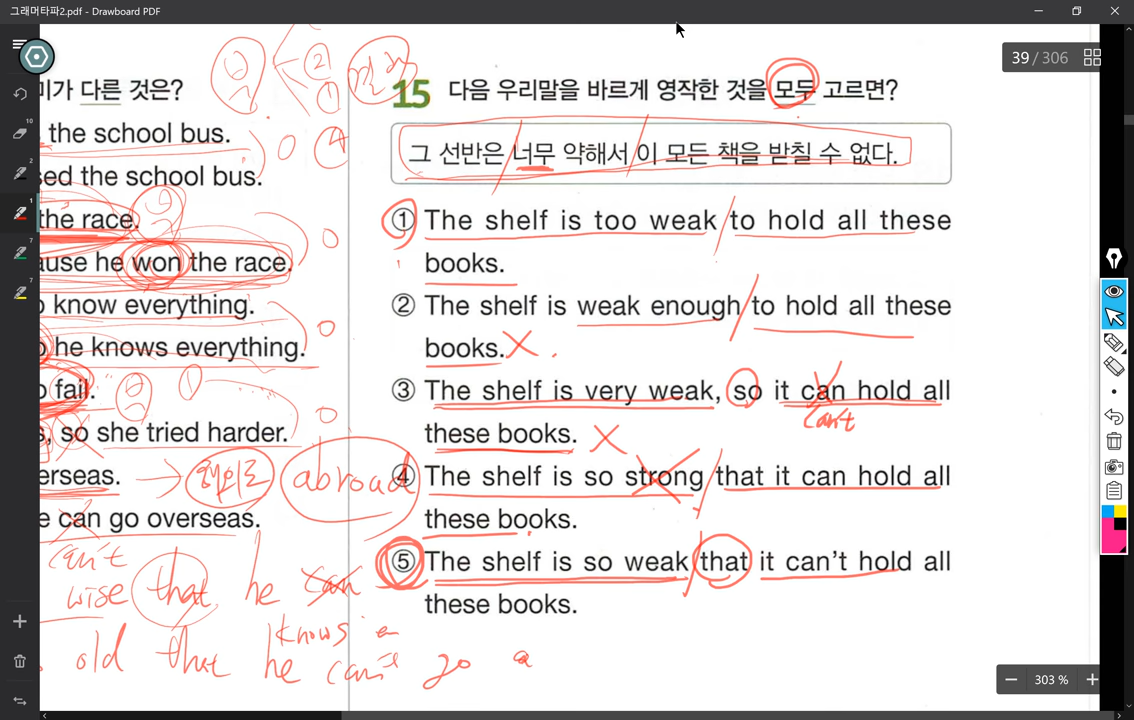 그래머타파2.pdf - Drawboard PDF
39 / 306
미가 다른 것은?
the school bus.
sed the school bus.
the race.
ause he won the race.
o know everything.
he knows everything.
o fail.
s, so she tried harder.
erseas.
e can go overseas.
해외로
abroad
can't
wise that he can
knows
old that he can't go a
15 다음 우리말을 바르게 영작한 것을 모두 고르면?
그 선반은 너무 약해서 이 모든 책을 받칠 수 없다.
① The shelf is too weak to hold all these
books.
② The shelf is weak enough to hold all these
books.
③ The shelf is very weak, so it can hold all
can't
these books.
④ The shelf is so strong that it can hold all
these books.
⑤ The shelf is so weak that it can't hold all
these books.
303 %